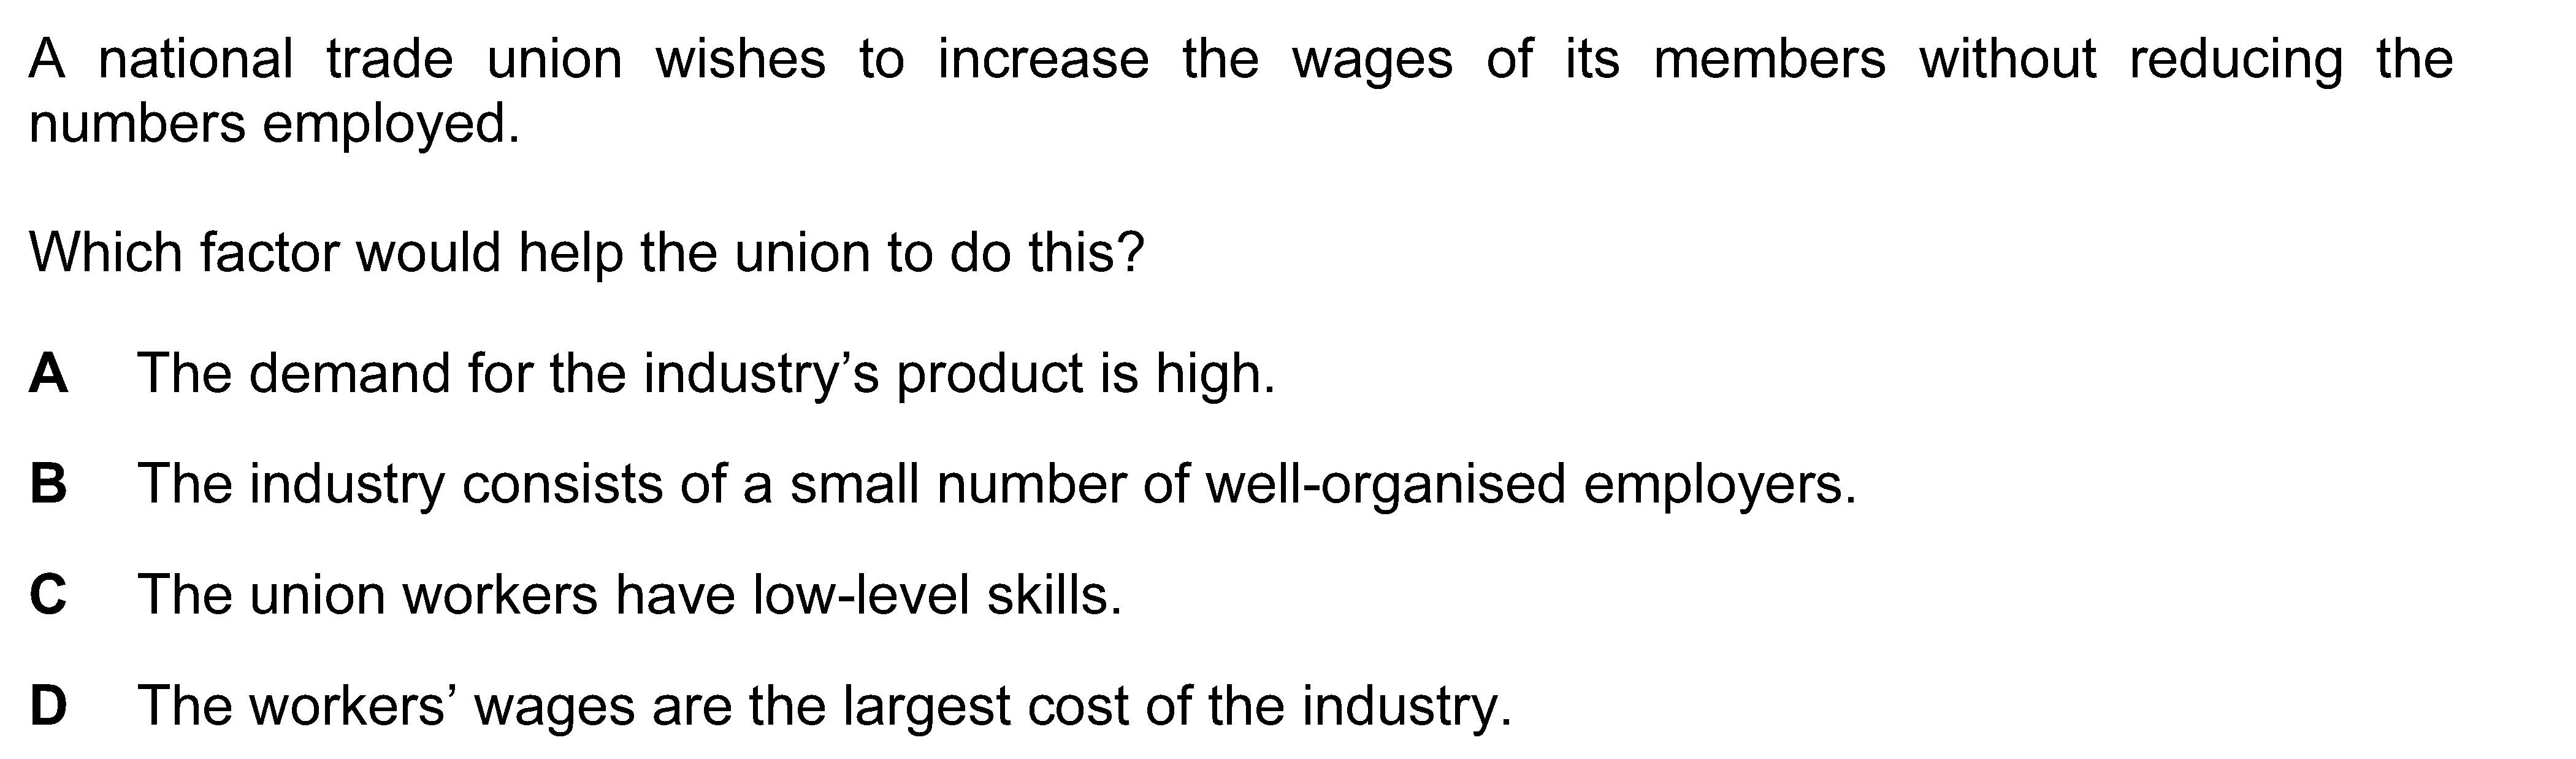 A national trade union wishes to increase the wages of its members without reducing the
numbers employed.
Which factor would help the union to do this?
A The demand for the industry’s product is high.
B The industry consists of a small number of well-organised employers.
C The union workers have low-level skills.
D The workers’ wages are the largest cost of the industry.